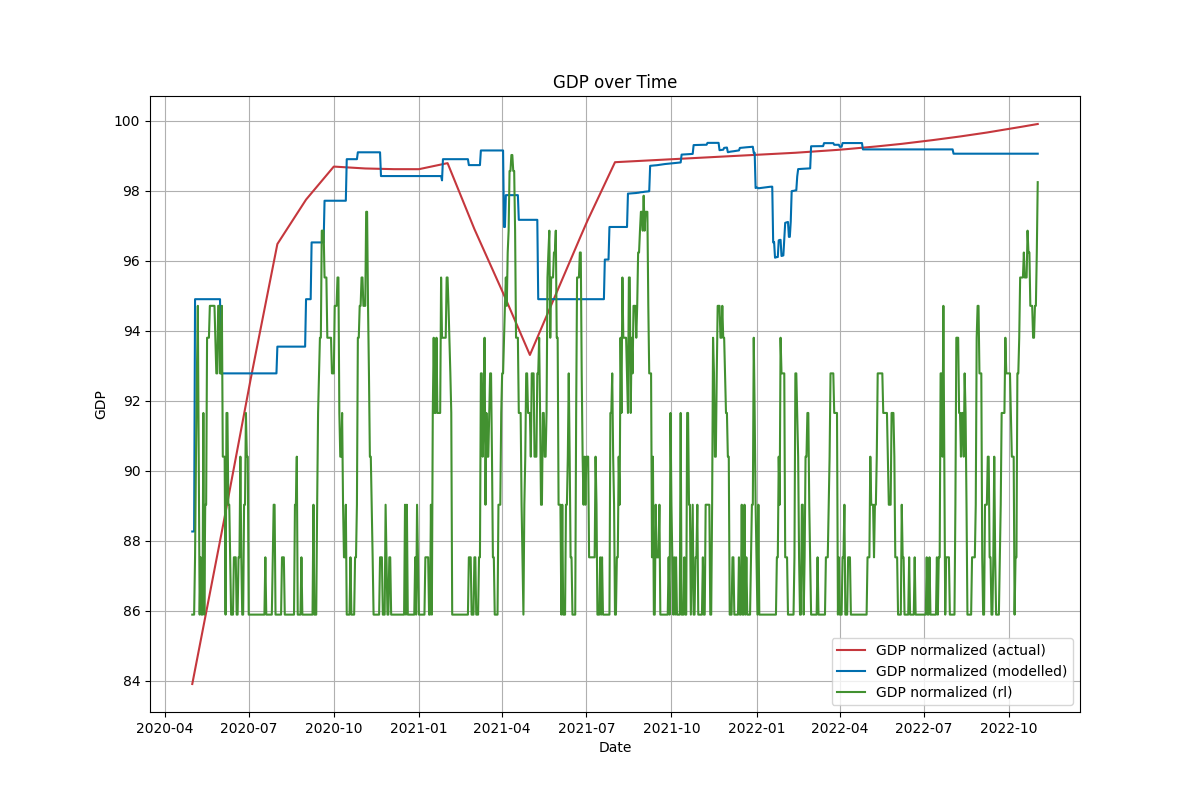 GDP over Time
GDP
100
98
96
94
92
90
88
86
84
GDP normalized (actual)
GDP normalized (modelled)
GDP normalized (rl)
2020-04 2020-07 2020-10 2021-01 2021-04 2021-07 2021-10 2022-01 2022-04 2022-07 2022-10
Date